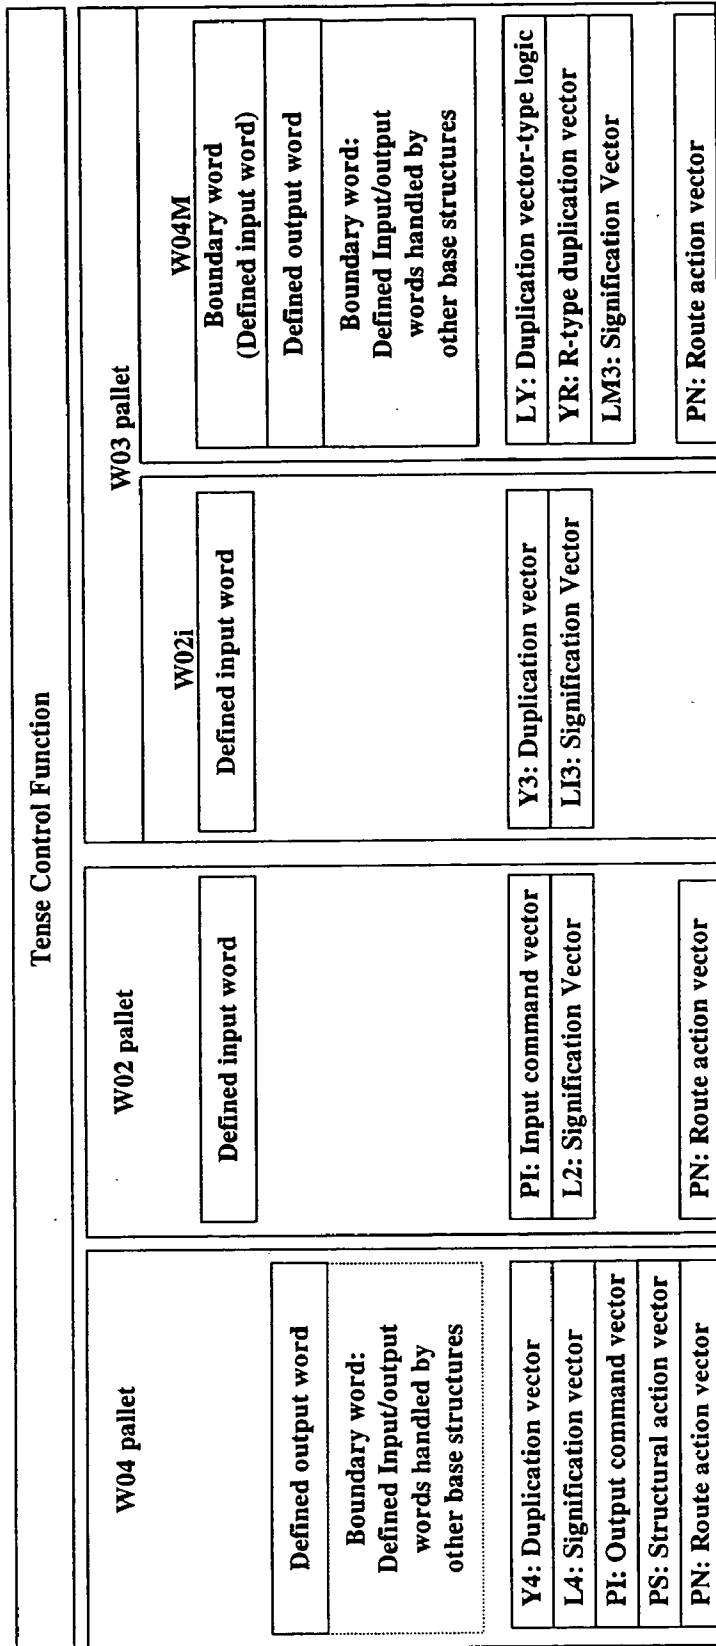 Tense Control Function
W04 pallet
Defined output word
Boundary word:
Defined Input/output
words handled by
other base structures
Y4: Duplication vector
L4: Signification vector
PI: Output command vector
PS: Structural action vector
PN: Route action vector
W02 pallet
Defined input word
PI: Input command vector
L2: Signification Vector
PN: Route action vector
W03 pallet
W02i
Defined input word
Y3: Duplication vector
LI3: Signification Vector
W04M
Boundary word
(Defined input word)
Defined output word
Boundary word:
Defined Input/output
words handled by
other base structures
LY: Duplication vector-type logic
YR: R-type duplication vector
LM3: Signification Vector
PN: Route action vector